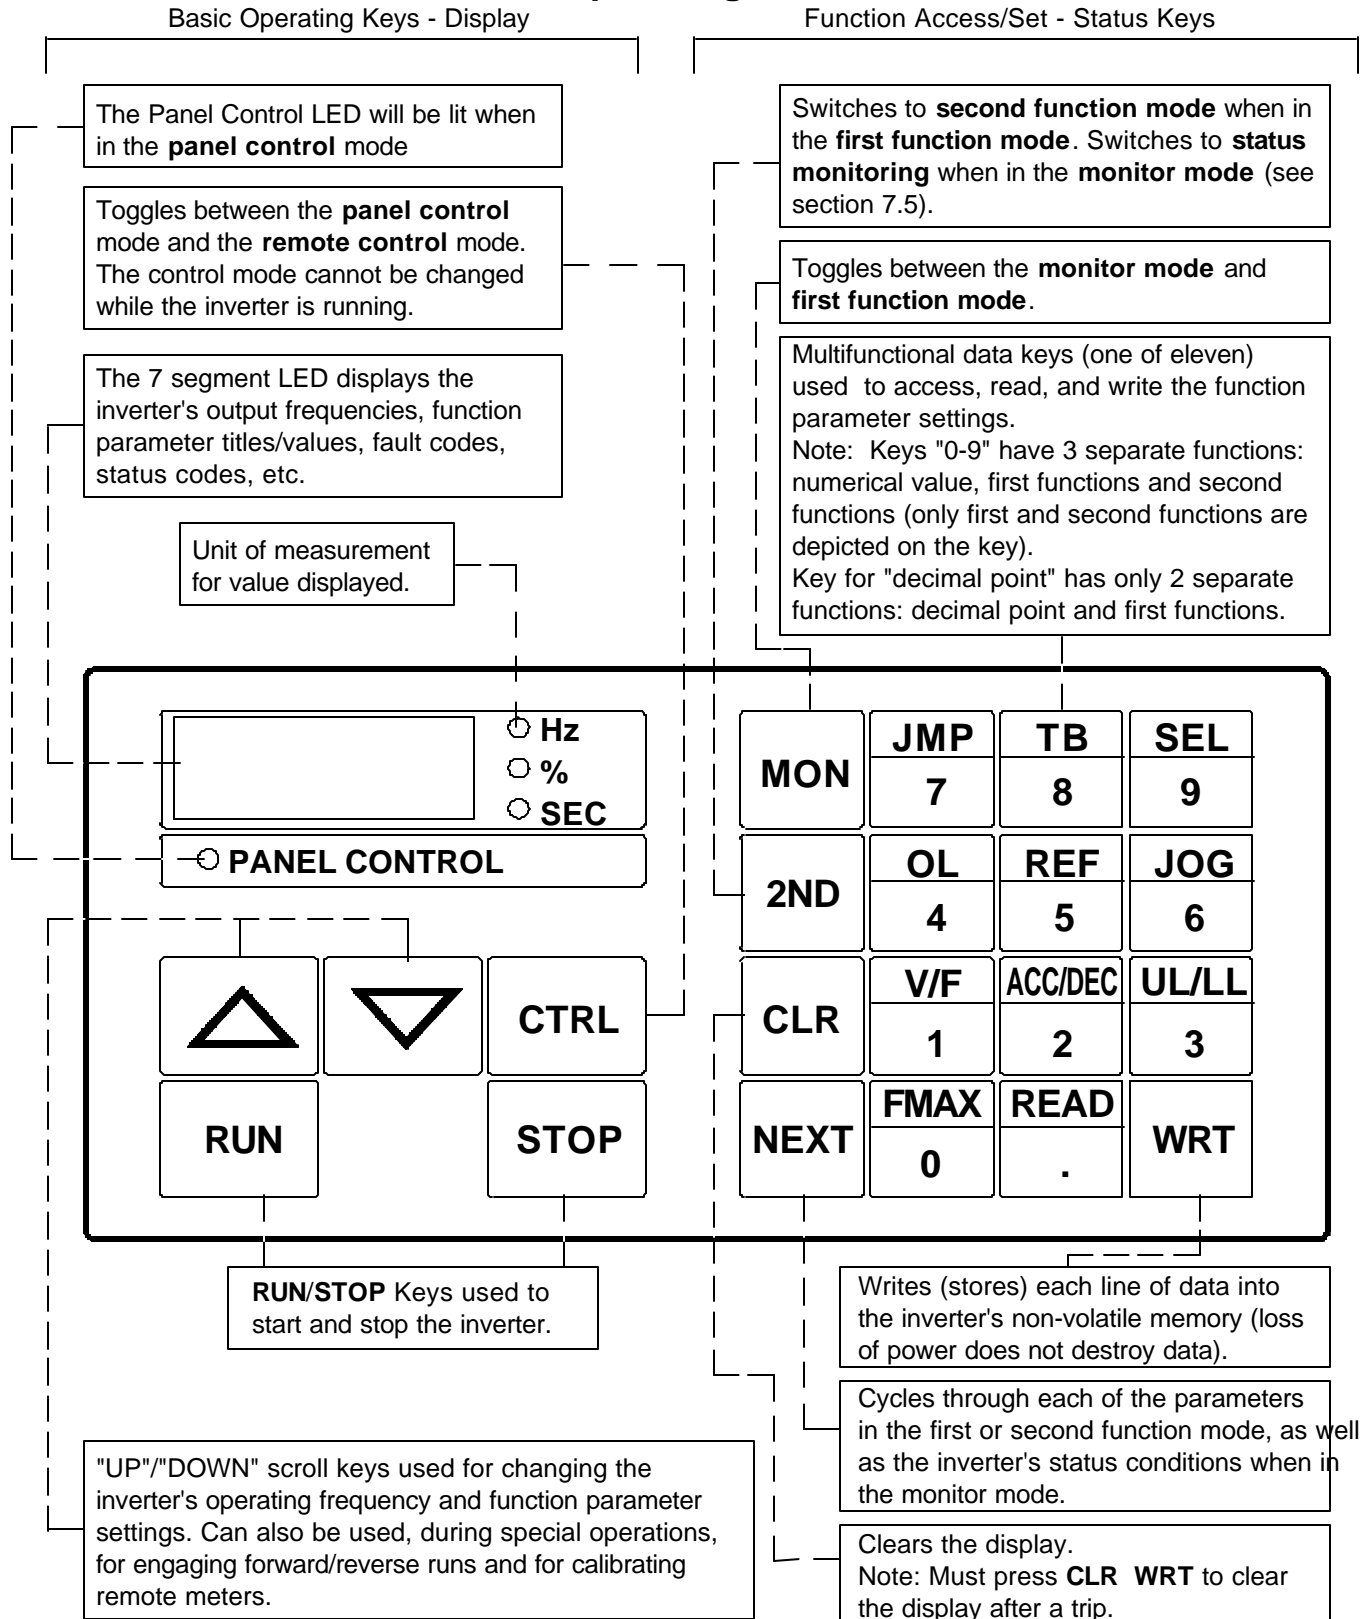 Basic Operating Keys - Display
Function Access/Set - Status Keys
The Panel Control LED will be lit when
in the panel control mode
Toggles between the panel control
mode and the remote control mode.
The control mode cannot be changed
while the inverter is running.
The 7 segment LED displays the
inverter's output frequencies, function
parameter titles/values, fault codes,
status codes, etc.
Unit of measurement
for value displayed.
Switches to second function mode when in
the first function mode. Switches to status
monitoring when in the monitor mode (see
section 7.5).
Toggles between the monitor mode and
first function mode.
Multifunctional data keys (one of eleven)
used to access, read, and write the function
parameter settings.
Note: Keys "0-9" have 3 separate functions:
numerical value, first functions and second
functions (only first and second functions are
depicted on the key).
Key for "decimal point" has only 2 separate
functions: decimal point and first functions.
Hz
%
SEC
PANEL CONTROL
CTRL
RUN
STOP
MON
JMP
7
TB
8
SEL
9
2ND
OL
4
REF
5
JOG
6
CLR
V/F
1
ACC/DEC
2
UL/LL
3
NEXT
FMAX
0
READ
.
WRT
RUN/STOP Keys used to
start and stop the inverter.
"UP"/"DOWN" scroll keys used for changing the
inverter's operating frequency and function parameter
settings. Can also be used, during special operations,
for engaging forward/reverse runs and for calibrating
remote meters.
Writes (stores) each line of data into
the inverter's non-volatile memory (loss
of power does not destroy data).
Cycles through each of the parameters
in the first or second function mode, as well
as the inverter's status conditions when in
the monitor mode.
Clears the display.
Note: Must press CLR WRT to clear
the display after a trip.